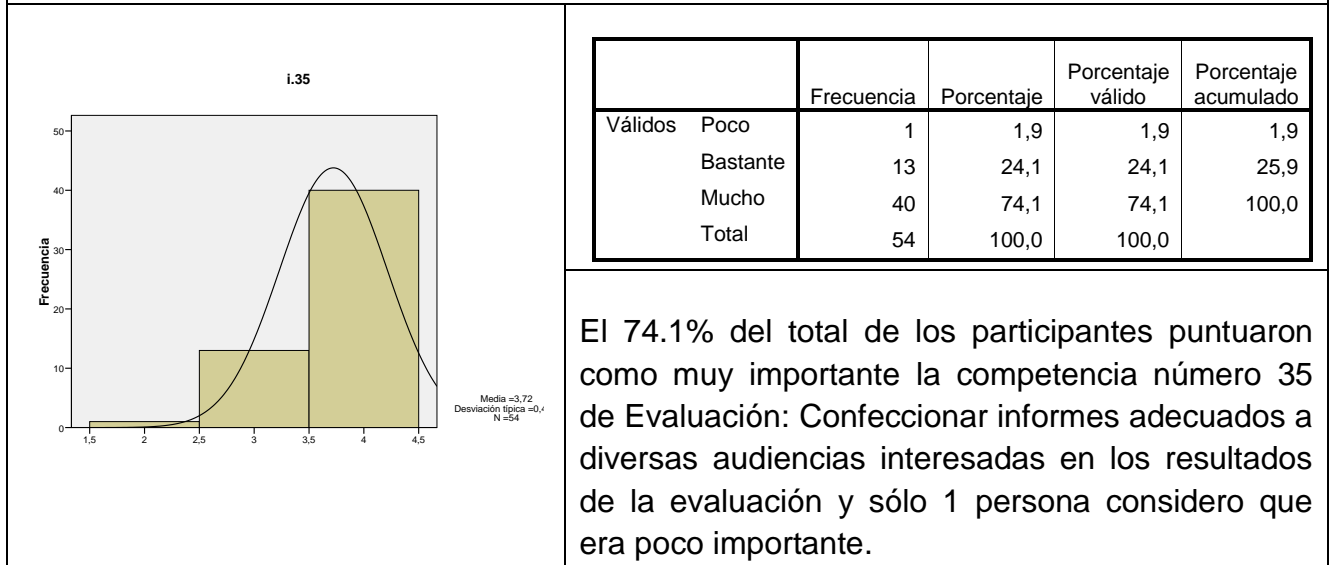 i.35
50
40
30
20
10
0
Frecuencia
1,5 2 2,5 3 3,5 4 4,5
Media =3,72
Desviación típica =0,4
N =54
Frecuencia Porcentaje Porcentaje válido Porcentaje acumulado
Válidos Poco 1 1,9 1,9 1,9
Bastante 13 24,1 24,1 25,9
Mucho 40 74,1 74,1 100,0
Total 54 100,0 100,0
El 74.1% del total de los participantes puntuaron
como muy importante la competencia número 35
de Evaluación: Confeccionar informes adecuados a
diversas audiencias interesadas en los resultados
de la evaluación y sólo 1 persona considero que
era poco importante.